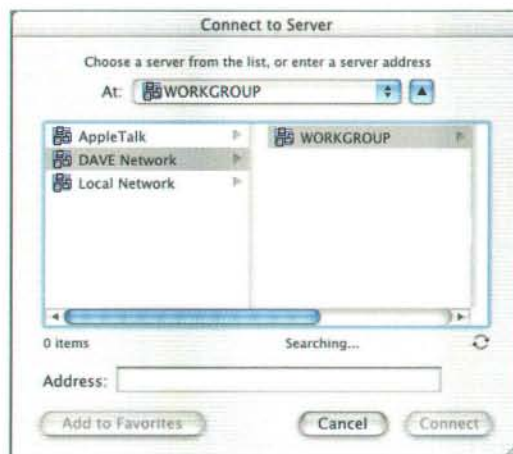 Connect to Server
Choose a server from the list, or enter a server address
At: WORKGROUP
AppleTalk
DAVE Network
Local Network
WORKGROUP
0 items
Searching...
Address:
Add to Favorites
Cancel
Connect